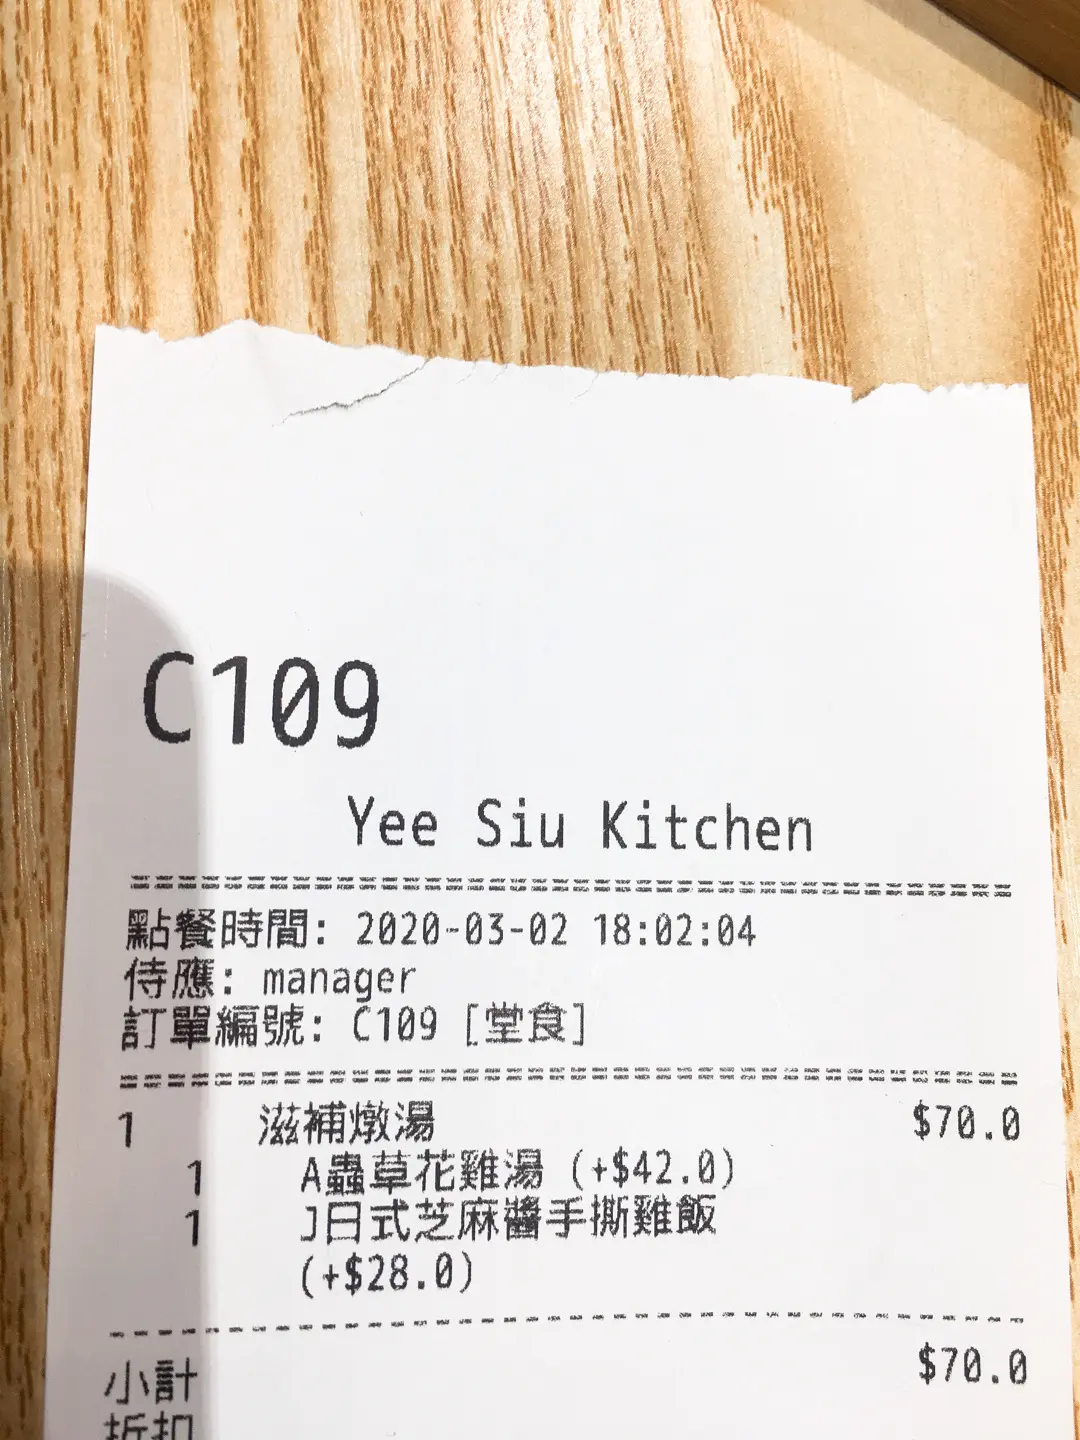 C109
Yee Siu Kitchen
點餐時間: 2020-03-02 18:02:04
侍應: manager
訂單編號: C109 [堂食]
1 滋補燉湯 $70.0
1 A蟲草花雞湯 (+$42.0)
1 J日式芝麻醬手撕雞飯
(+$28.0)
小計 $70.0
折扣